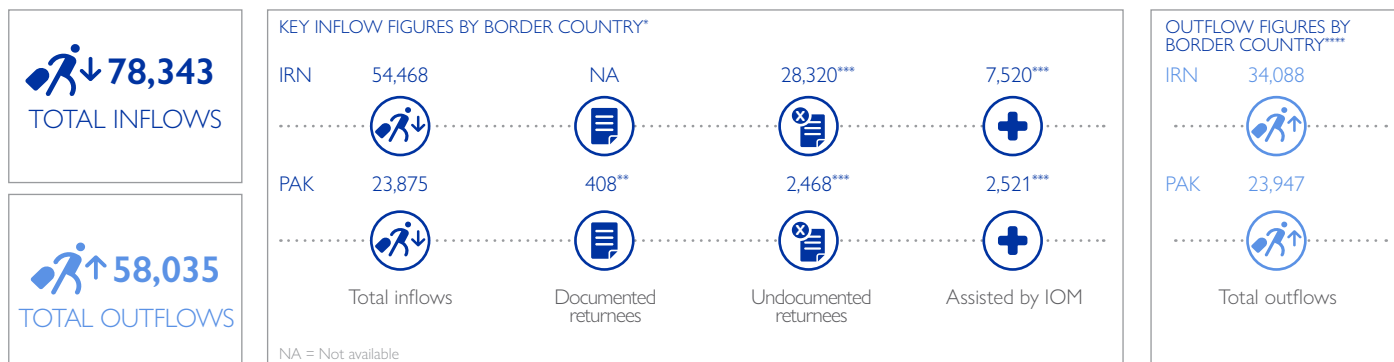 78,343
TOTAL INFLOWS
58,035
TOTAL OUTFLOWS
KEY INFLOW FIGURES BY BORDER COUNTRY*
IRN 54,468 NA 28,320*** 7,520***
PAK 23,875 408** 2,468*** 2,521***
Total inflows Documented Undocumented Assisted by IOM
returnees returnees
NA = Not available
OUTFLOW FIGURES BY
BORDER COUNTRY****
IRN 34,088
PAK 23,947
Total outflows